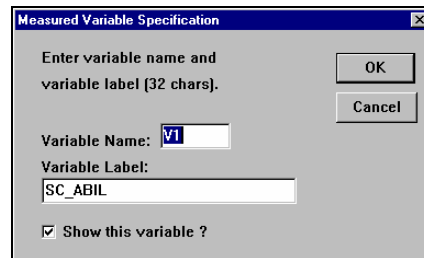 Measured Variable Specification
Enter variable name and
variable label (32 chars).
OK
Cancel
Variable Name: V1
Variable Label:
SC_ABIL
Show this variable ?